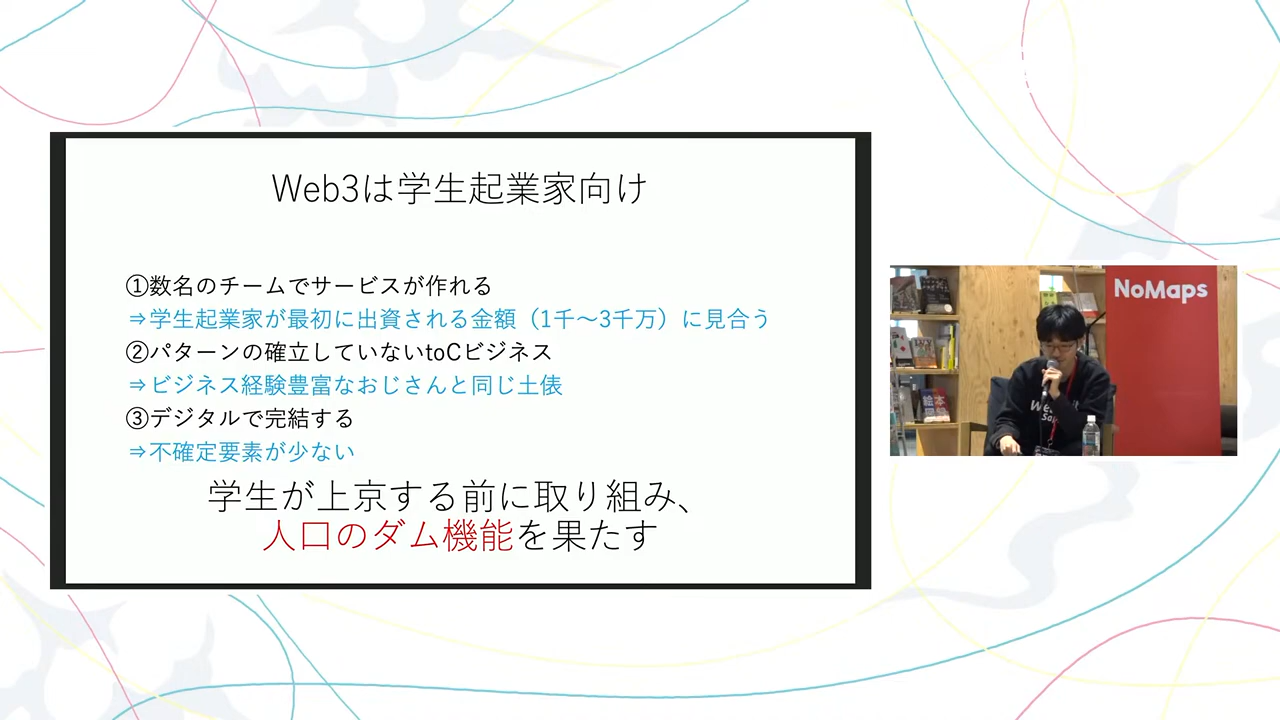 Web3は学生起業家向け
①数名のチームでサービスが作れる
⇒学生起業家が最初に出資される金額（1千～3千万）に見合う
②パターンの確立していないtoCビジネス
⇒ビジネス経験豊富なおじさんと同じ土俵
③デジタルで完結する
⇒不確定要素が少ない
学生が上京する前に取り組み、
人口のダム機能を果たす
NoMaps